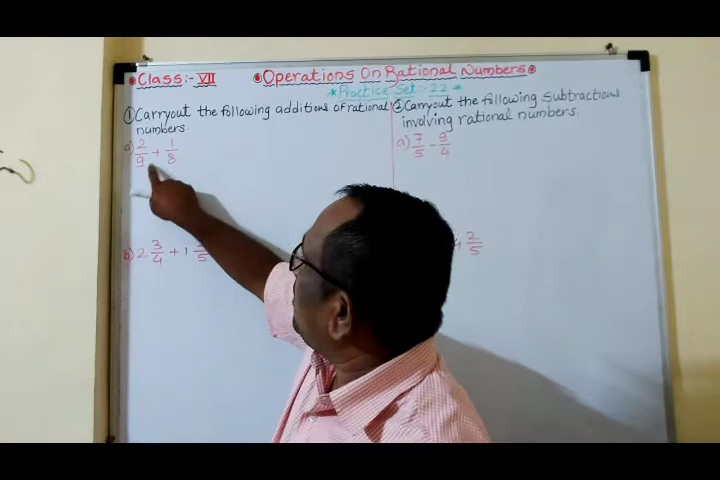 Class:- VII
Operations On Rational Numbers
Practice Set:- 22
① Carryout the following additions of rational numbers.
a) 2/9 + 1/8
b) 2 3/4 + 1 /5
② Carryout the following Subtractions
involving rational numbers.
a) 7/5 - 9/4
2/5